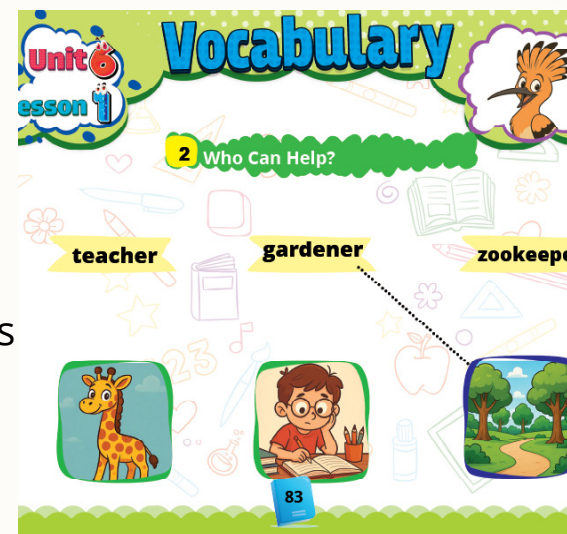 Vocabulary
Unit 6
esson 1
2 Who Can Help?
teacher gardener zookeepe
s
83